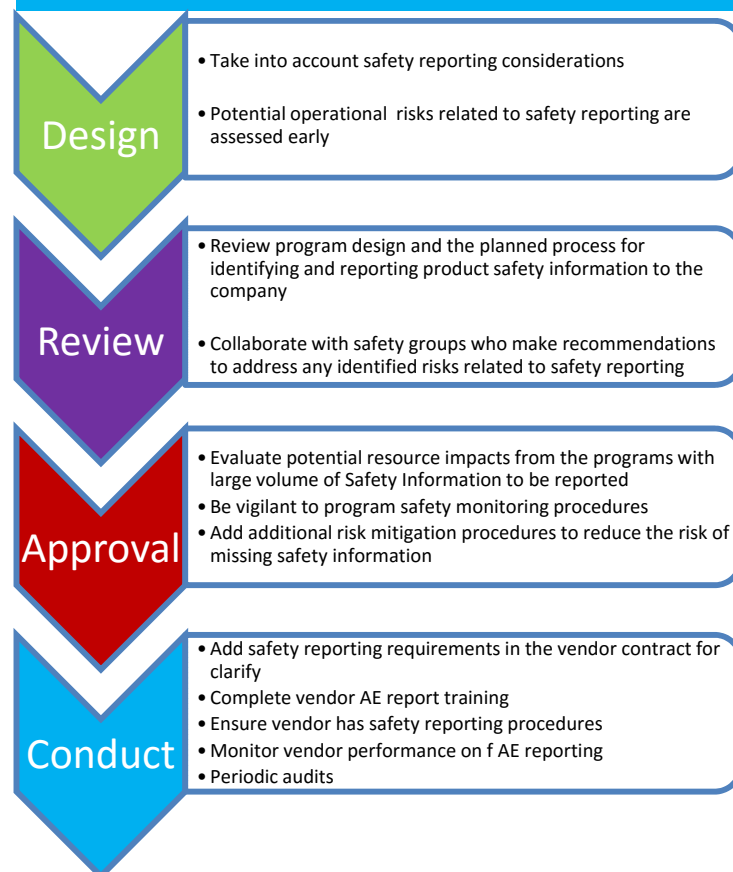 Design
• Take into account safety reporting considerations
• Potential operational risks related to safety reporting are
assessed early
Review
• Review program design and the planned process for
identifying and reporting product safety information to the
company
• Collaborate with safety groups who make recommendations
to address any identified risks related to safety reporting
Approval
• Evaluate potential resource impacts from the programs with
large volume of Safety Information to be reported
• Be vigilant to program safety monitoring procedures
• Add additional risk mitigation procedures to reduce the risk of
missing safety information
Conduct
• Add safety reporting requirements in the vendor contract for
clarify
• Complete vendor AE report training
• Ensure vendor has safety reporting procedures
• Monitor vendor performance on f AE reporting
• Periodic audits